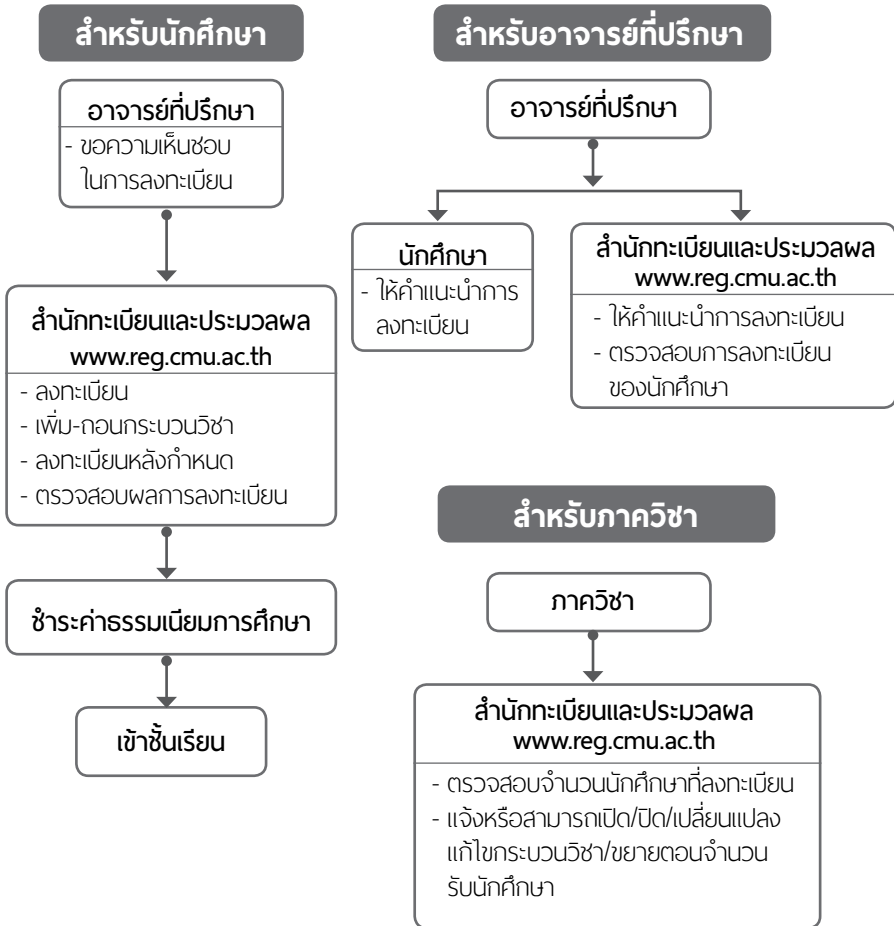 สำหรับนักศึกษา
อาจารย์ที่ปรึกษา
- ขอความเห็นชอบ
ในการลงทะเบียน
สำนักทะเบียนและประมวลผล
www.reg.cmu.ac.th
- ลงทะเบียน
- เพิ่ม-ถอนกระบวนวิชา
- ลงทะเบียนหลังกำหนด
- ตรวจสอบผลการลงทะเบียน
ชำระค่าธรรมเนียมการศึกษา
เข้าชั้นเรียน
สำหรับอาจารย์ที่ปรึกษา
อาจารย์ที่ปรึกษา
นักศึกษา
- ให้คำแนะนำการ
ลงทะเบียน
สำนักทะเบียนและประมวลผล
www.reg.cmu.ac.th
- ให้คำแนะนำการลงทะเบียน
- ตรวจสอบการลงทะเบียน
ของนักศึกษา
สำหรับภาควิชา
ภาควิชา
สำนักทะเบียนและประมวลผล
www.reg.cmu.ac.th
- ตรวจสอบจำนวนนักศึกษาที่ลงทะเบียน
- แจ้งหรือสามารถเปิด/ปิด/เปลี่ยนแปลง
แก้ไขกระบวนวิชา/ขยายตอนจำนวน
รับนักศึกษา